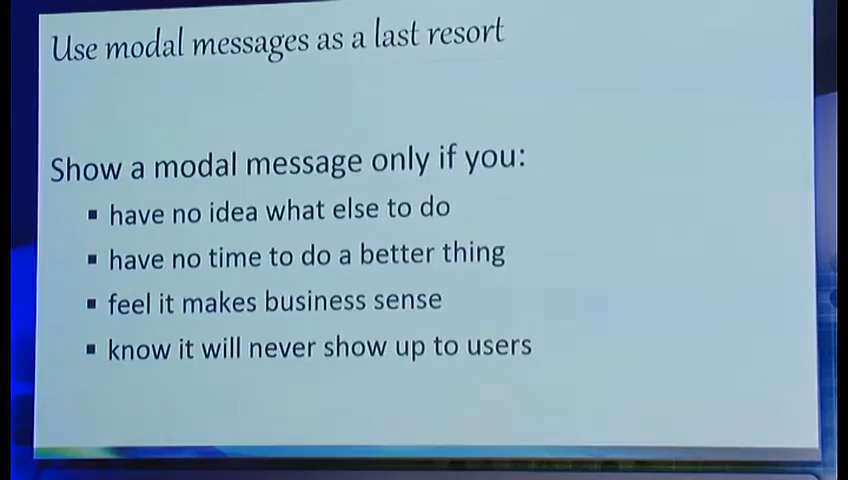 Use modal messages as a last resort
Show a modal message only if you:
▪ have no idea what else to do
▪ have no time to do a better thing
▪ feel it makes business sense
▪ know it will never show up to users